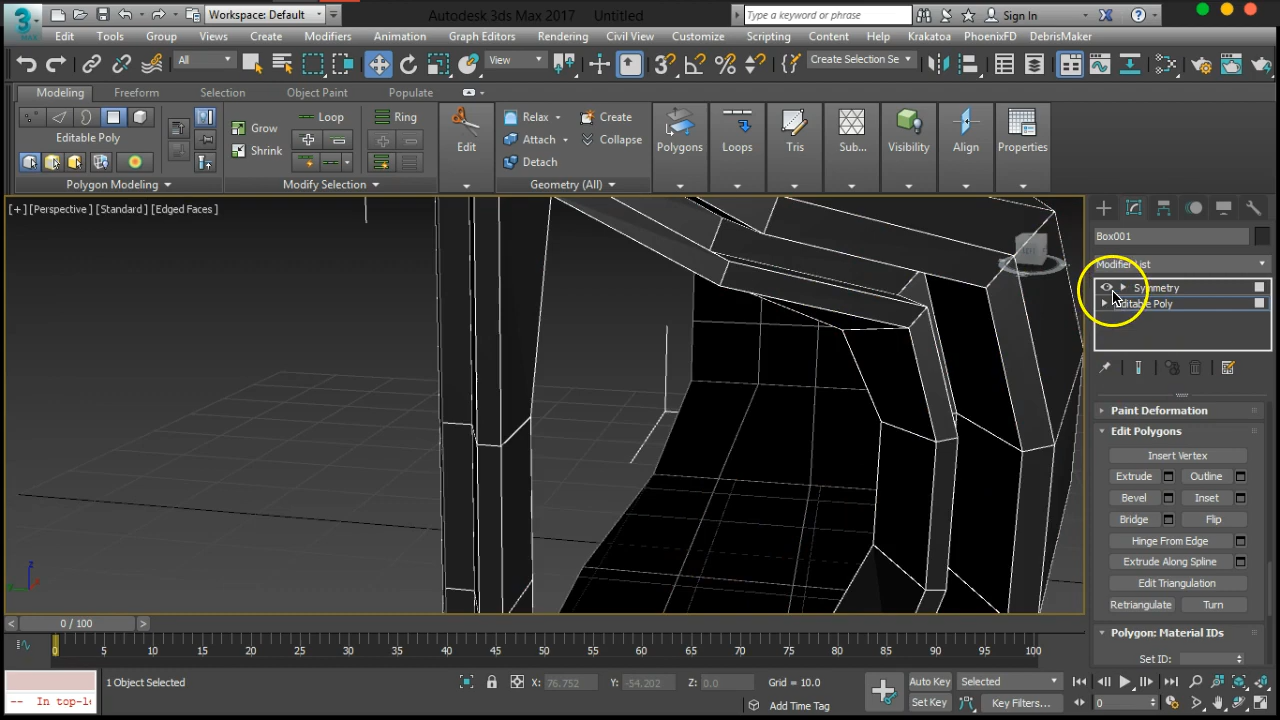 Workspace: Default
Autodesk 3ds Max 2017
Untitled
Type a keyword or phrase
Sign In
MAX
Edit
Tools
Group
Views
Create
Modifiers
Animation
Graph Editors
Rendering
Civil View
Customize
Scripting
Content
Help
Krakatoa
PhoenixFD
DebrisMaker
All
View
Create Selection Se
Modeling
Freeform
Selection
Object Paint
Populate
Editable Poly
Polygon Modeling
Grow
Shrink
Loop
Ring
Modify Selection
Edit
Relax
Create
Attach
Collapse
Detach
Geometry (All)
Polygons
Loops
Tris
Sub...
Visibility
Align
Properties
[+] [Perspective] [Standard] [Edged Faces]
Box001
Modifier List
Symmetry
Editable Poly
Paint Deformation
Edit Polygons
Insert Vertex
Extrude
Outline
Bevel
Inset
Bridge
Flip
Hinge From Edge
Extrude Along Spline
Edit Triangulation
Retriangulate
Turn
Polygon: Material IDs
Set ID:
z
0 / 100
0 5 10 15 20 25 30 35 40 45 50 55 60 65 70 75 80 85 90 95 100
1 Object Selected
X: 76.752
Y: -54.202
Z: 0.0
Grid = 10.0
Auto Key
Selected
-- In top-le
Add Time Tag
Set Key
Key Filters...
0